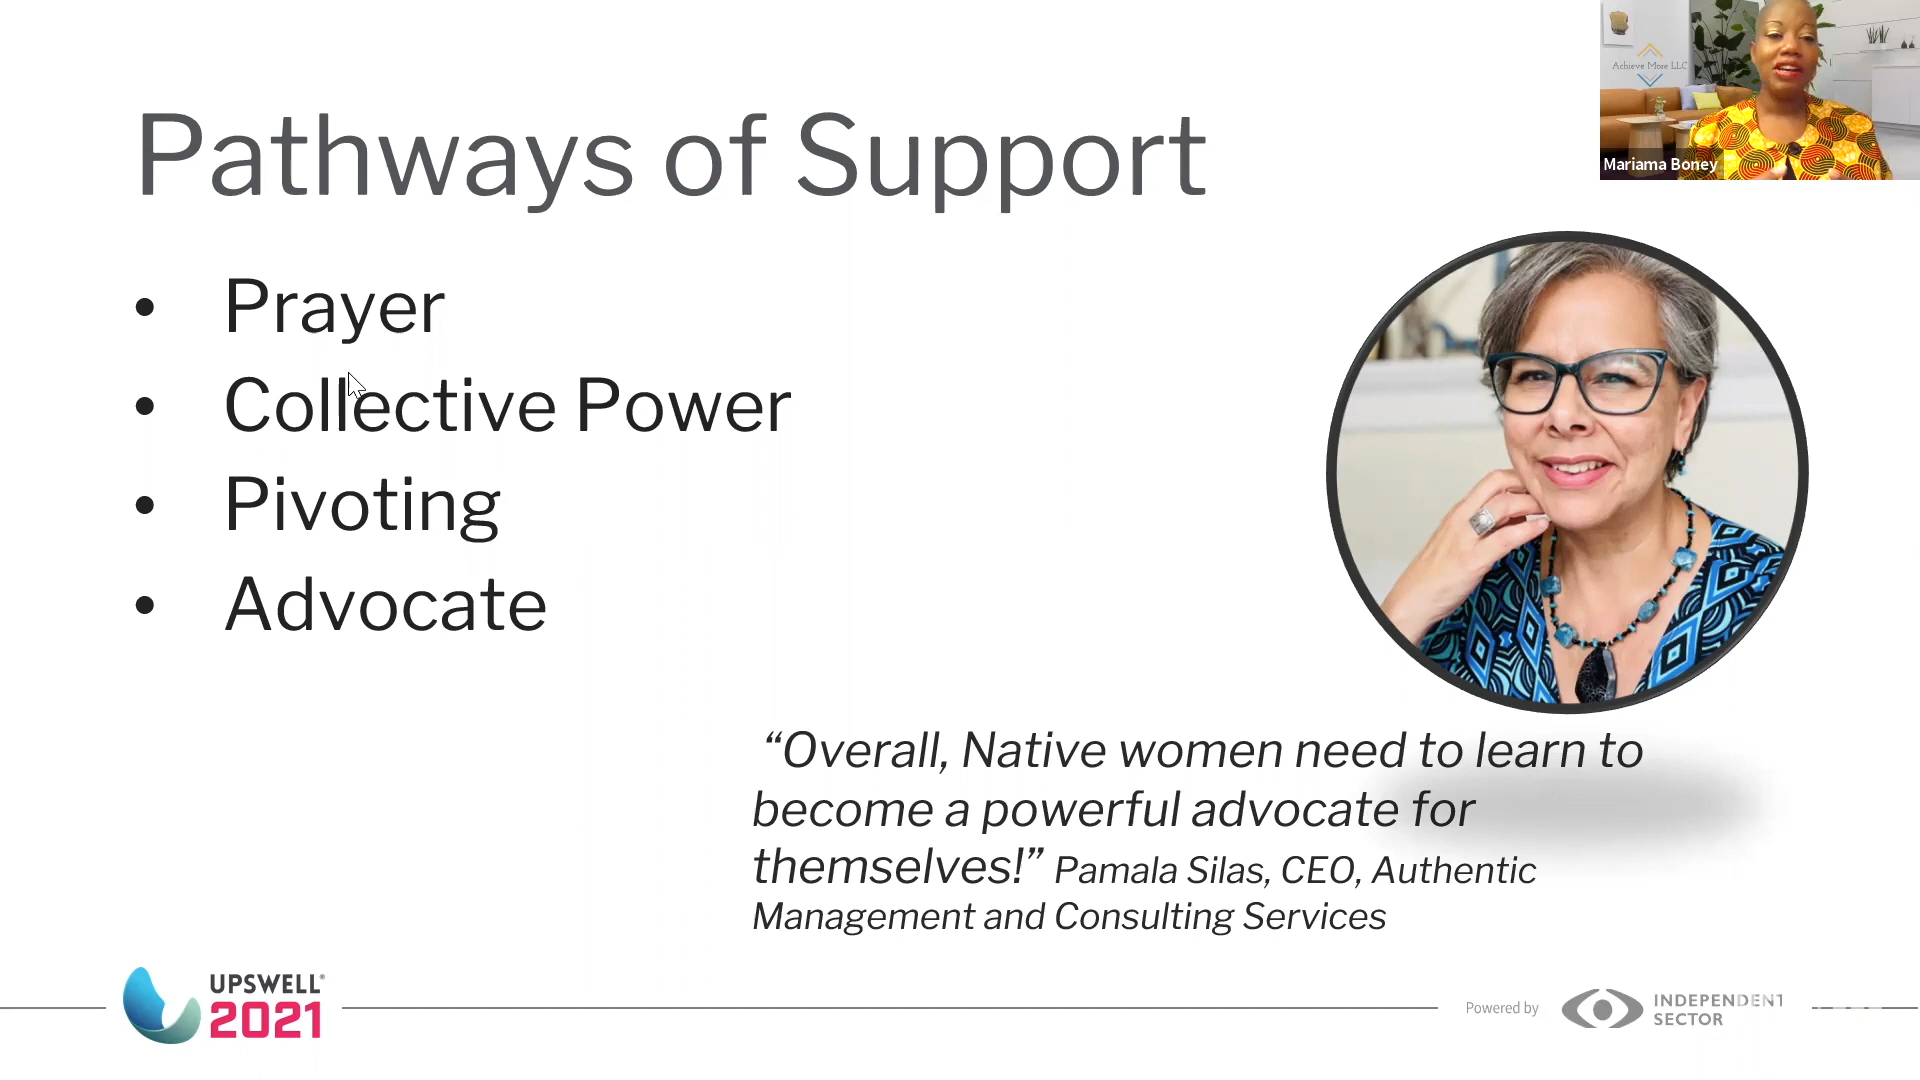 Achieve More LLC
Mariama Boney
Pathways of Support
• Prayer
• Collective Power
• Pivoting
• Advocate
“Overall, Native women need to learn to
become a powerful advocate for
themselves!” Pamala Silas, CEO, Authentic
Management and Consulting Services
UPSWELL®
2021
Powered by
INDEPENDENT
SECTOR